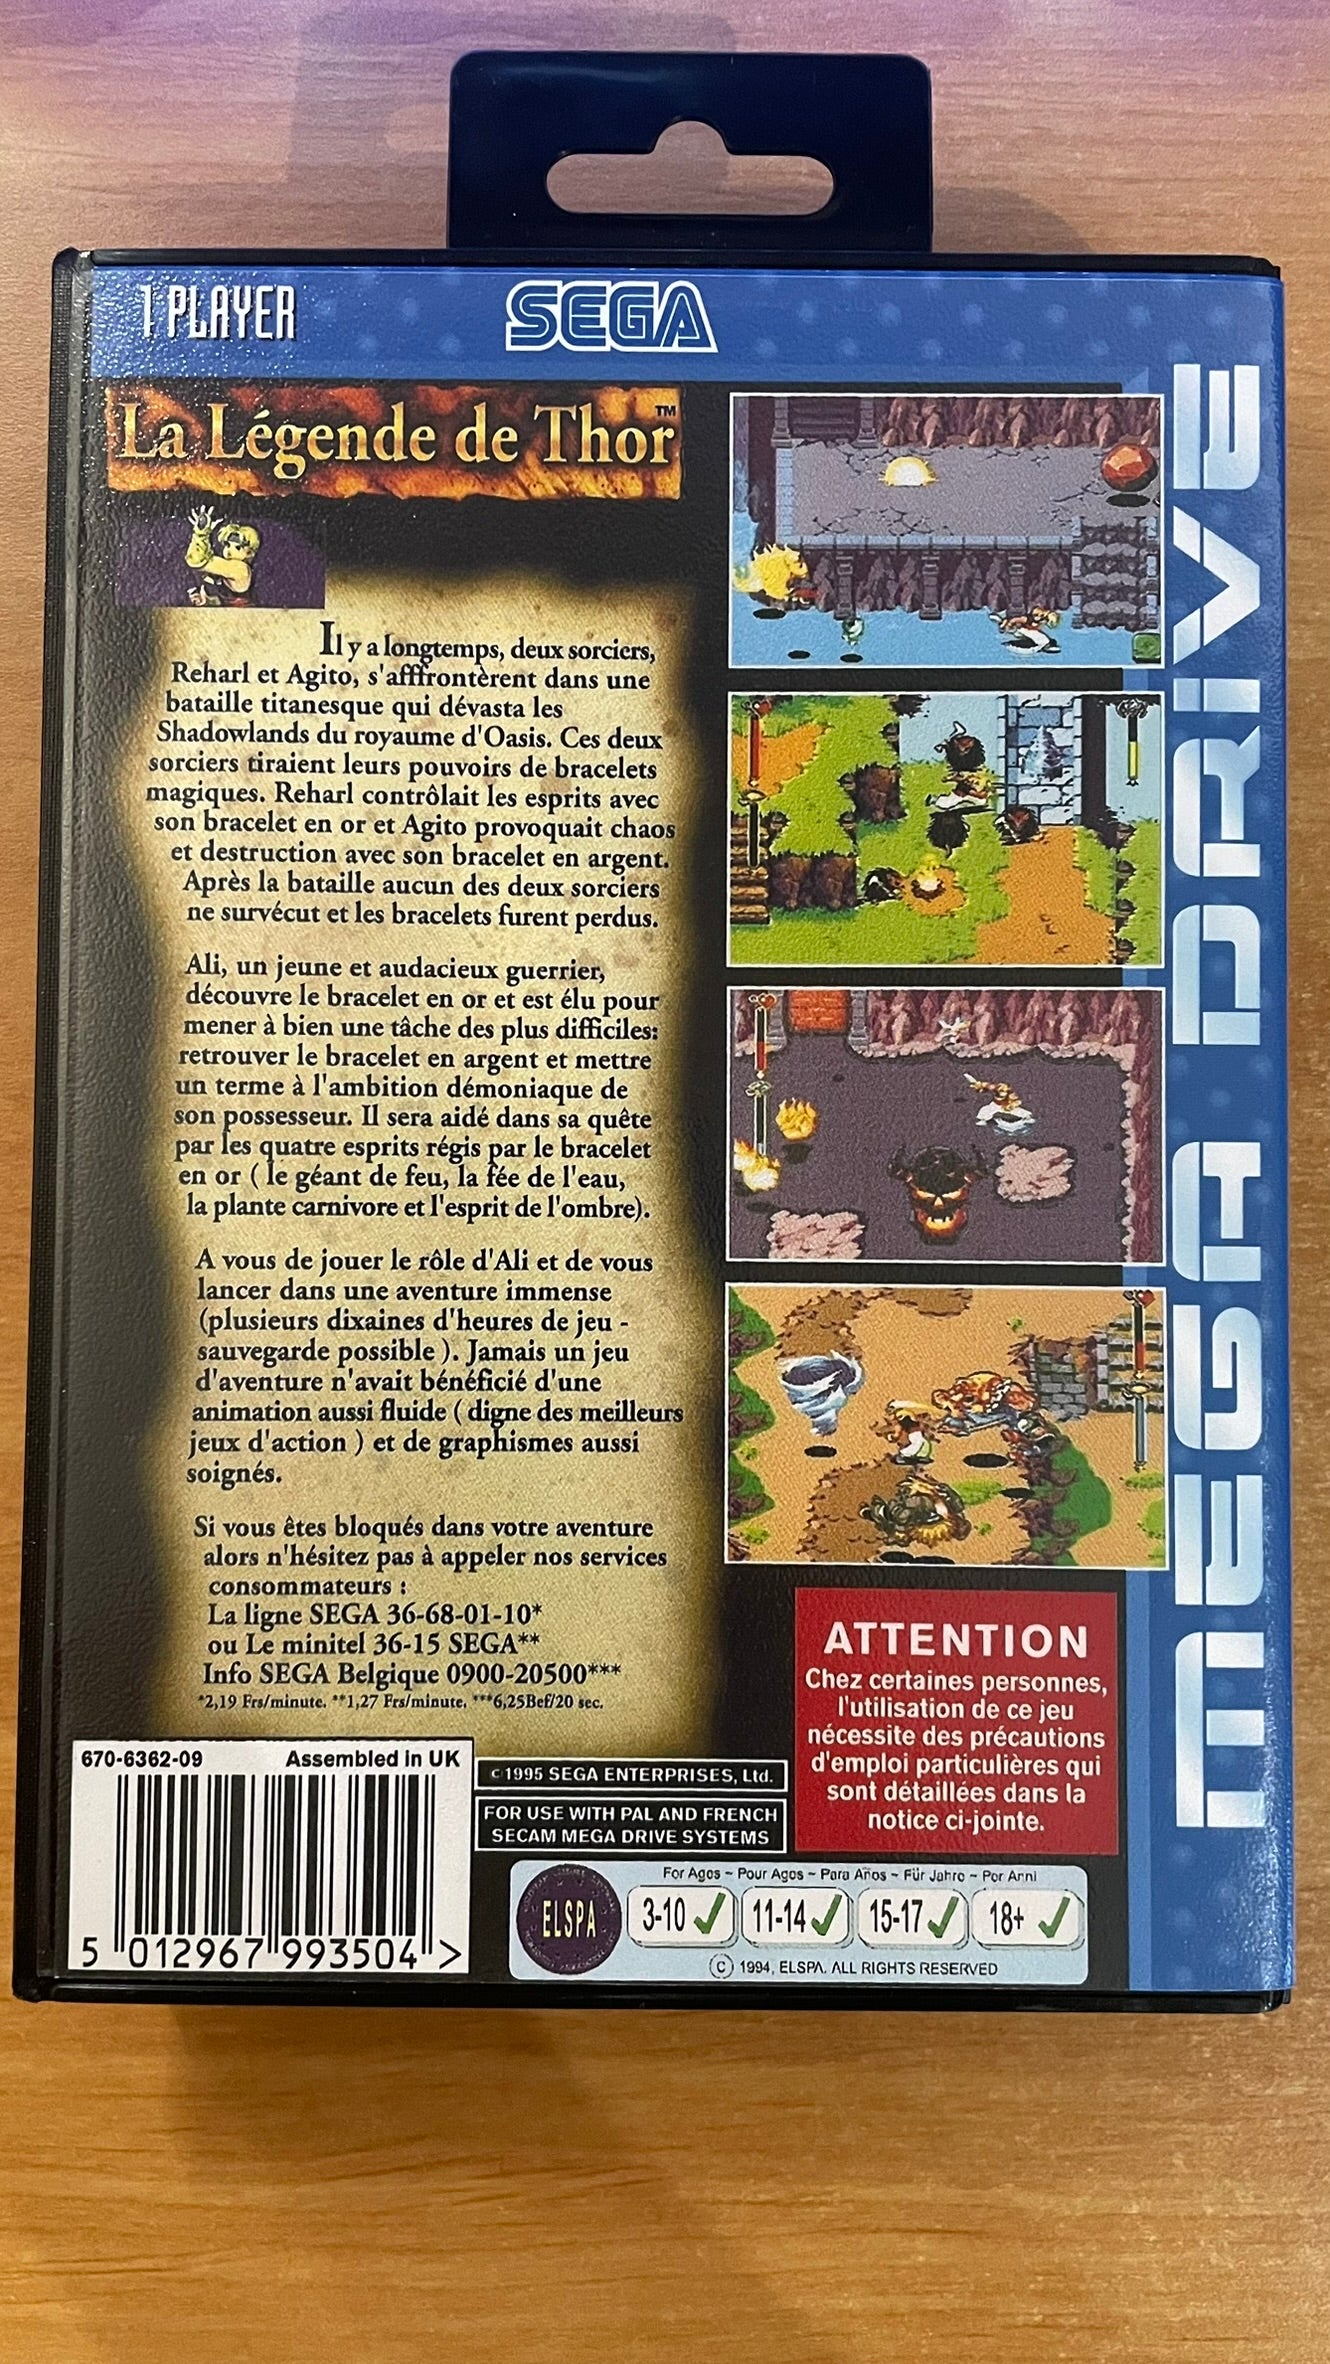 1 PLAYER
SEGA
La Légende de Thor™
Il y a longtemps, deux sorciers,
Reharl et Agito, s'afffrontèrent dans une
bataille titanesque qui dévasta les
Shadowlands du royaume d'Oasis. Ces deux
sorciers tiraient leurs pouvoirs de bracelets
magiques. Reharl contrôlait les esprits avec
son bracelet en or et Agito provoquait chaos
et destruction avec son bracelet en argent.
Après la bataille aucun des deux sorciers
ne survécut et les bracelets furent perdus.
Ali, un jeune et audacieux guerrier,
découvre le bracelet en or et est élu pour
mener à bien une tâche des plus difficiles:
retrouver le bracelet en argent et mettre
un terme à l'ambition démoniaque de
son possesseur. Il sera aidé dans sa quête
par les quatre esprits régis par le bracelet
en or ( le géant de feu, la fée de l'eau,
la plante carnivore et l'esprit de l'ombre).
A vous de jouer le rôle d'Ali et de vous
lancer dans une aventure immense
(plusieurs dixaines d'heures de jeu -
sauvegarde possible ). Jamais un jeu
d'aventure n'avait bénéficié d'une
animation aussi fluide ( digne des meilleurs
jeux d'action ) et de graphismes aussi
soignés.
Si vous êtes bloqués dans votre aventure
alors n'hésitez pas à appeler nos services
consommateurs :
La ligne SEGA 36-68-01-10*
ou Le minitel 36-15 SEGA**
Info SEGA Belgique 0900-20500***
*2,19 Frs/minute. **1,27 Frs/minute, ***6,25Bef/20 sec.
MEGA DRIVE
ATTENTION
Chez certaines personnes,
l'utilisation de ce jeu
nécessite des précautions
d'emploi particulières qui
sont détaillées dans la
notice ci-jointe.
670-6362-09 Assembled in UK
5 012967 993504 >
©1995 SEGA ENTERPRISES, Ltd.
FOR USE WITH PAL AND FRENCH
SECAM MEGA DRIVE SYSTEMS
For Ages ~ Pour Ages ~ Para Años ~ Für Jahre ~ Per Anni
ELSPA 3-10 ✓ 11-14 ✓ 15-17 ✓ 18+ ✓
© 1994, ELSPA. ALL RIGHTS RESERVED